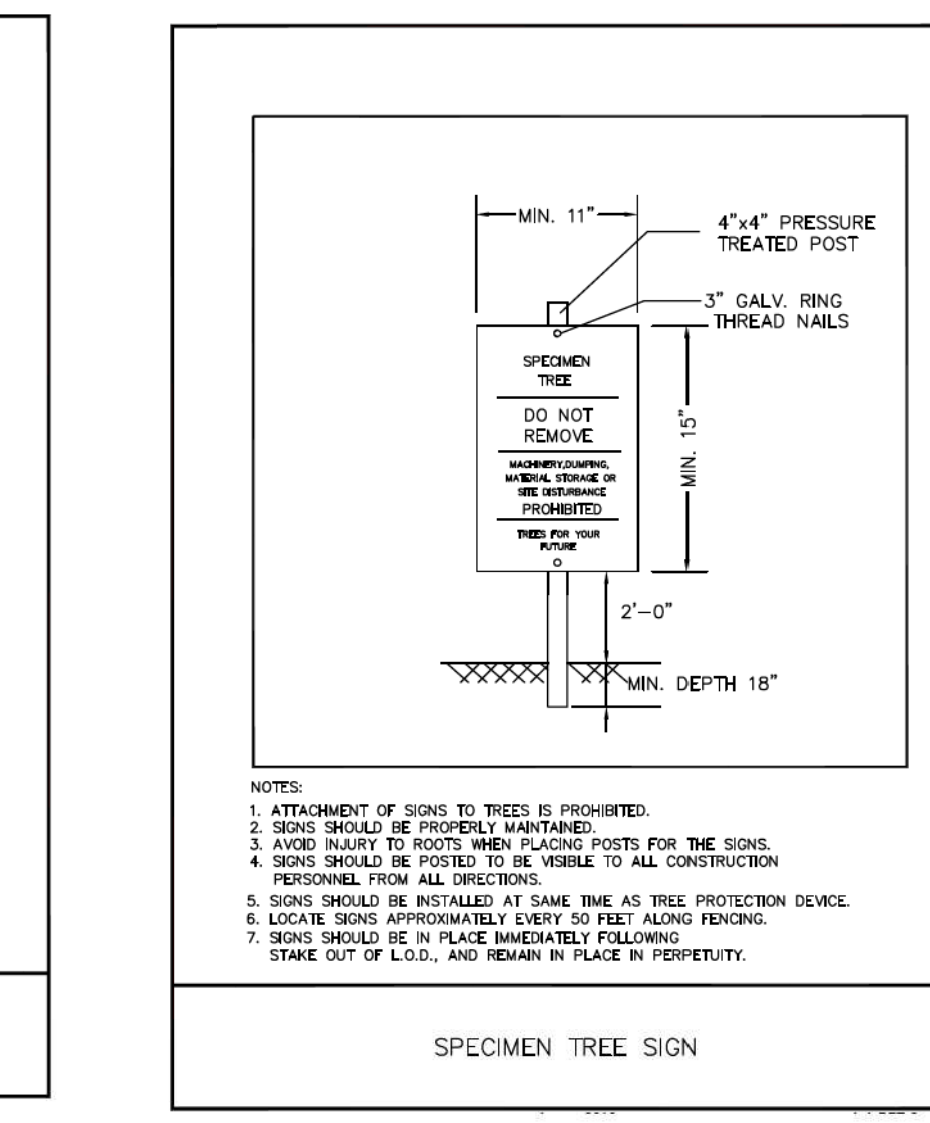 MIN. 11"
4"x4" PRESSURE
TREATED POST
3" GALV. RING
THREAD NAILS
SPECIMEN
TREE
DO NOT
REMOVE
MACHINERY,DUMPING,
MATERIAL STORAGE OR
SITE DISTURBANCE
PROHIBITED
TREES FOR YOUR
FUTURE
MIN. 15"
2'-0"
MIN. DEPTH 18"
NOTES:
1. ATTACHMENT OF SIGNS TO TREES IS PROHIBITED.
2. SIGNS SHOULD BE PROPERLY MAINTAINED.
3. AVOID INJURY TO ROOTS WHEN PLACING POSTS FOR THE SIGNS.
4. SIGNS SHOULD BE POSTED TO BE VISIBLE TO ALL CONSTRUCTION
PERSONNEL FROM ALL DIRECTIONS.
5. SIGNS SHOULD BE INSTALLED AT SAME TIME AS TREE PROTECTION DEVICE.
6. LOCATE SIGNS APPROXIMATELY EVERY 50 FEET ALONG FENCING.
7. SIGNS SHOULD BE IN PLACE IMMEDIATELY FOLLOWING
STAKE OUT OF L.O.D., AND REMAIN IN PLACE IN PERPETUITY.
SPECIMEN TREE SIGN